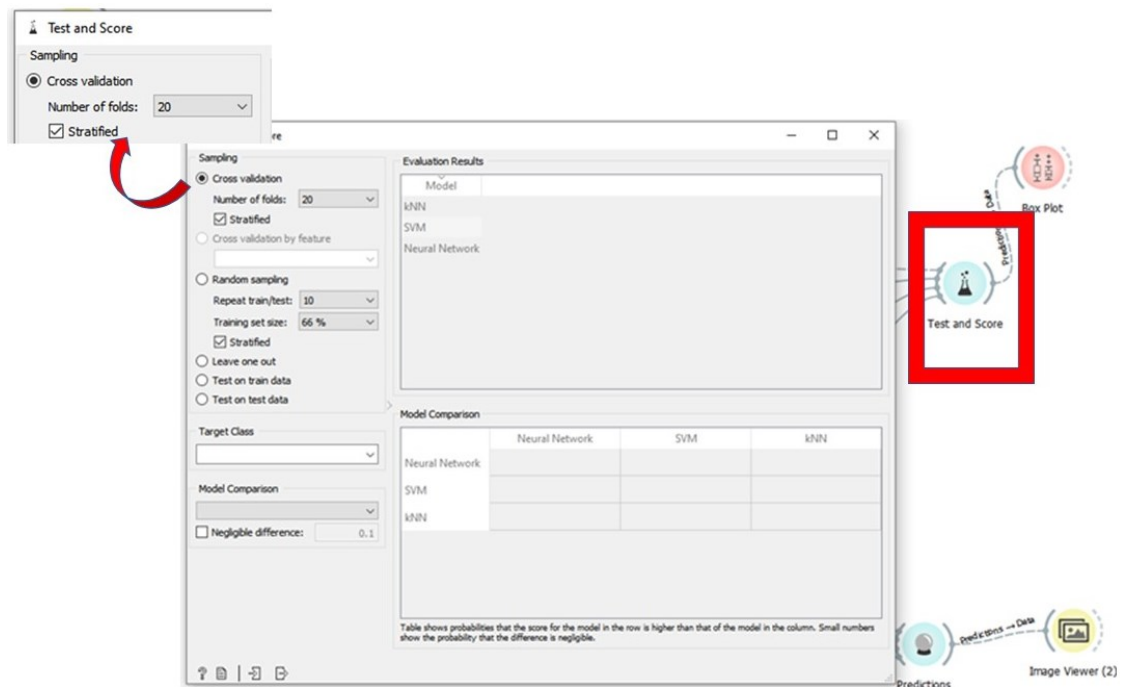 Test and Score
Sampling
Cross validation
Number of folds: 20
Stratified
re
Sampling
Cross validation
Number of folds: 20
Stratified
Cross validation by feature
Random sampling
Repeat train/test: 10
Training set size: 66 %
Stratified
Leave one out
Test on train data
Test on test data
Target Class
Model Comparison
Negligible difference: 0.1
Evaluation Results
Model
kNN
SVM
Neural Network
Model Comparison
Neural Network SVM kNN
Neural Network
SVM
kNN
Table shows probabilities that the score for the model in the row is higher than that of the model in the column. Small numbers
show the probability that the difference is negligible.
Box Plot
Data
Test and Score
Predictions → Data
Predictions
Image Viewer (2)